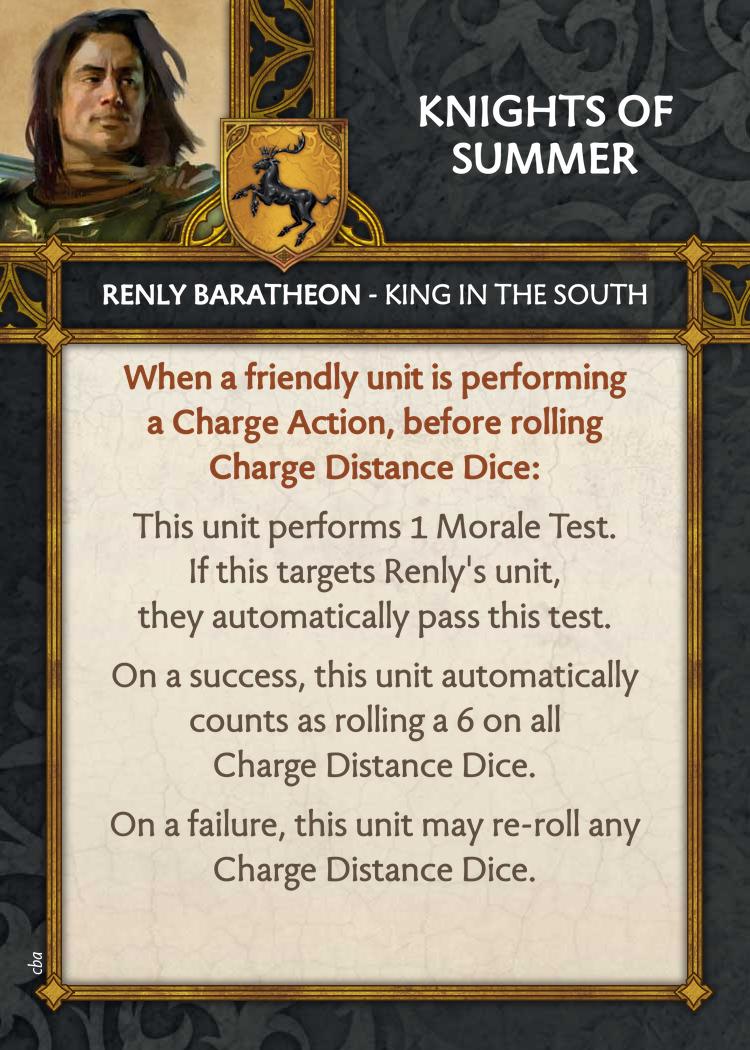 KNIGHTS OF
SUMMER
RENLY BARATHEON - KING IN THE SOUTH
When a friendly unit is performing
a Charge Action, before rolling
Charge Distance Dice:
This unit performs 1 Morale Test.
If this targets Renly's unit,
they automatically pass this test.
On a success, this unit automatically
counts as rolling a 6 on all
Charge Distance Dice.
On a failure, this unit may re-roll any
Charge Distance Dice.
cba